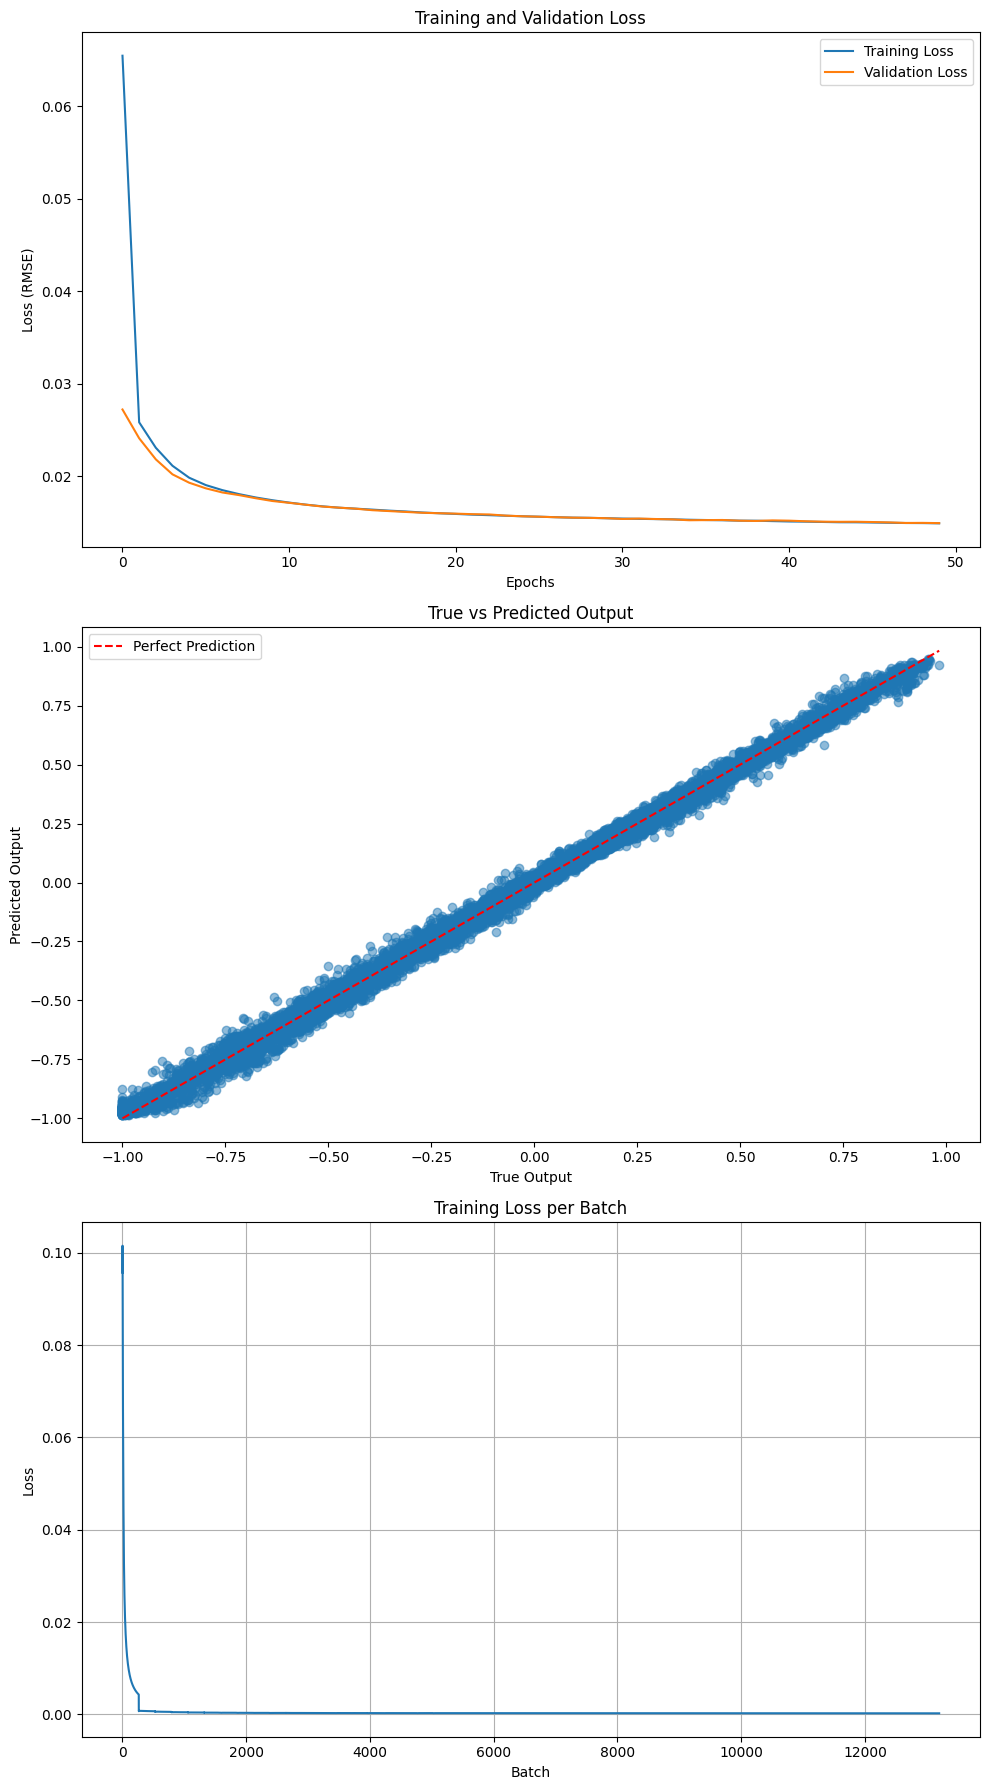 Training and Validation Loss
Training Loss
Validation Loss
0.06
0.05
0.04
0.03
0.02
Loss (RMSE)
0 10 20 30 40 50
Epochs
True vs Predicted Output
Perfect Prediction
1.00
0.75
0.50
0.25
0.00
−0.25
−0.50
−0.75
−1.00
Predicted Output
−1.00 −0.75 −0.50 −0.25 0.00 0.25 0.50 0.75 1.00
True Output
Training Loss per Batch
0.10
0.08
0.06
0.04
0.02
0.00
Loss
0 2000 4000 6000 8000 10000 12000
Batch